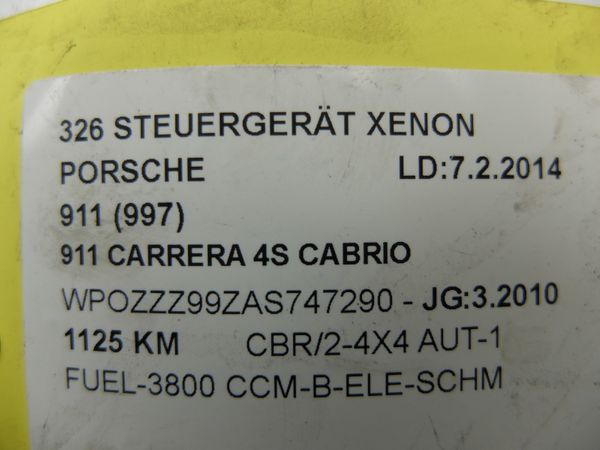 326 STEUERGERÄT XENON
PORSCHE LD:7.2.2014
911 (997)
911 CARRERA 4S CABRIO
WPOZZZ99ZAS747290 - JG:3.2010
1125 KM CBR/2-4X4 AUT-1
FUEL-3800 CCM-B-ELE-SCHM